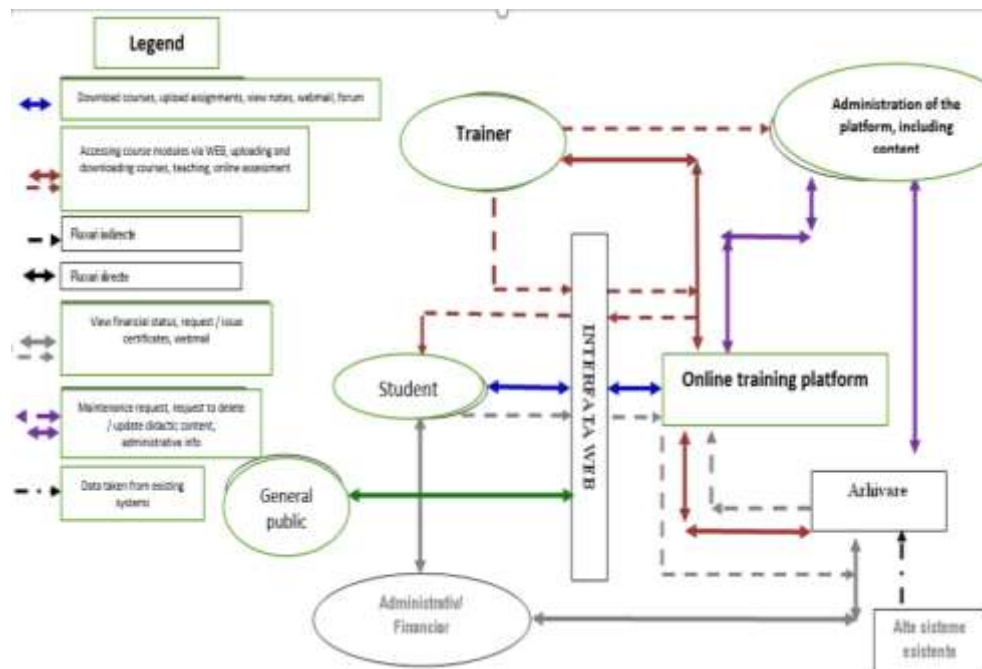 Legend
Download courses, upload assignments, view notes, webmail, forum
Accessing course modules via WEB, uploading and
downloading courses, teaching, online assessment
Fluxuri indirecte
Fluxuri directe
View financial status, request / issue
certificates, webmail
Maintenance request, request to delete
/ update didactic content,
administrative info
Data taken from existing
systems
Trainer
Administration of the
platform, including
content
Student
General
public
INTERFATA WEB
Online training platform
Arhivare
Administrativ/
Financiar
Alte sisteme
existente